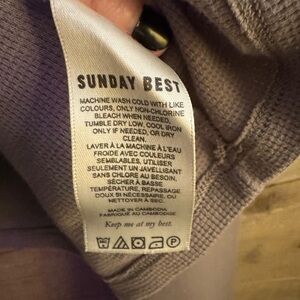 SUNDAY BEST
MACHINE WASH COLD WITH LIKE
COLOURS, ONLY NON-CHLORINE
BLEACH WHEN NEEDED,
TUMBLE DRY LOW, COOL IRON
ONLY IF NEEDED, OR DRY
CLEAN.
LAVER À LA MACHINE À L'EAU
FROIDE AVEC COULEURS
SEMBLABLES, UTILISER
SEULEMENT UN JAVELLISANT
SANS CHLORE AU BESOIN,
SÉCHER À BASSE
TEMPÉRATURE, REPASSAGE
DOUX SI NÉCESSAIRE, OU
NETTOYER À SEC.
MADE IN CAMBODIA
FABRIQUÉ AU CAMBODGE
Keep me at my best.